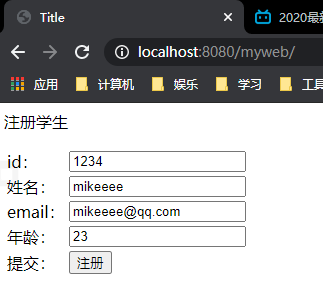 Title
2020最新
localhost:8080/myweb/
应用 计算机 娱乐 学习 工具
注册学生
id: 1234
姓名: mikeeee
email: mikeeee@qq.com
年龄: 23
提交: 注册